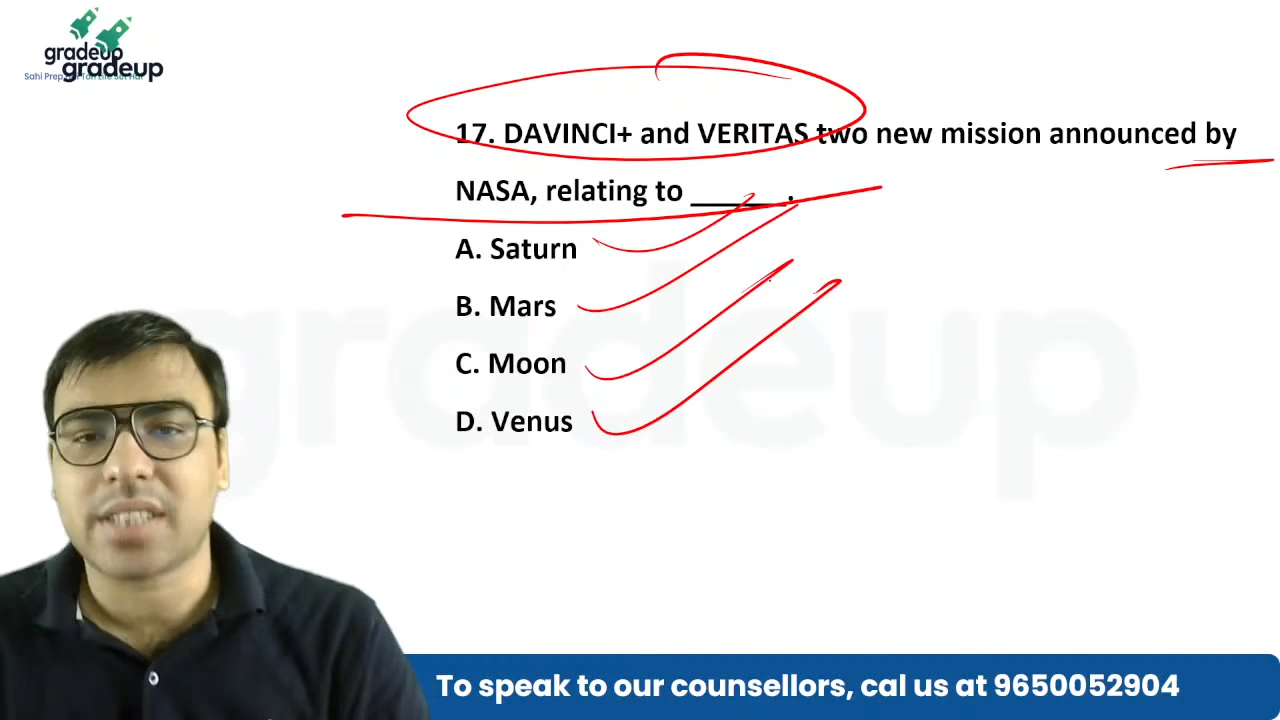 gradeup
gradeup
17. DAVINCI+ and VERITAS two new mission announced by
NASA, relating to ______.
A. Saturn
B. Mars
C. Moon
D. Venus
gradeup
To speak to our counsellors, cal us at 9650052904